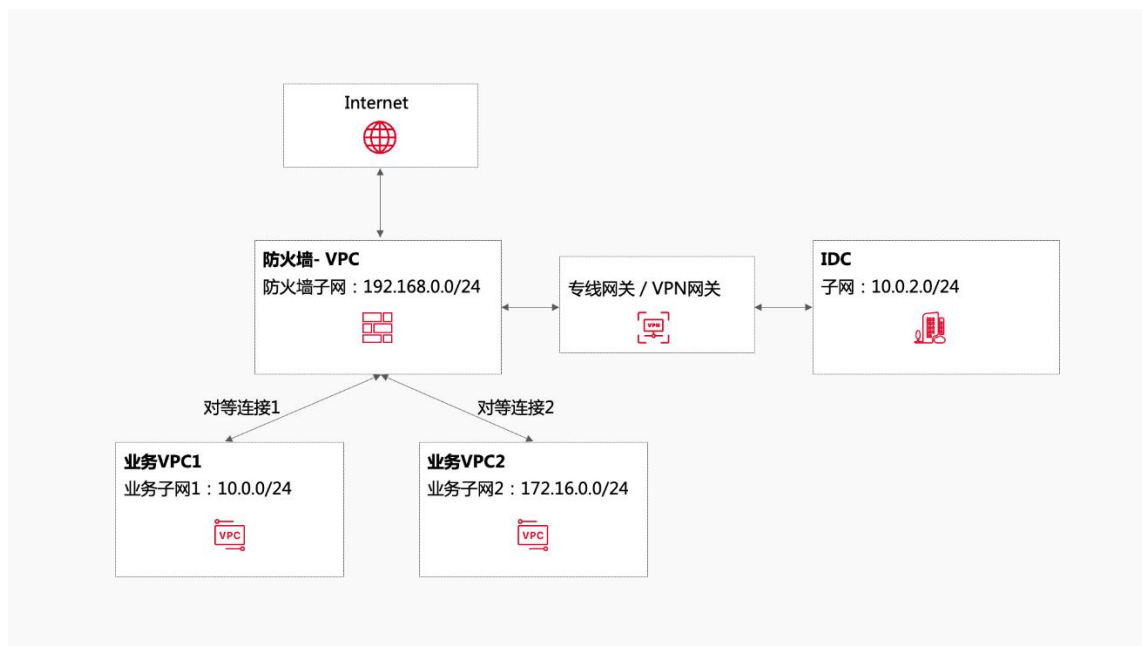 Internet
防火墙- VPC
防火墙子网：192.168.0.0/24
专线网关 / VPN网关
VPN
IDC
子网：10.0.2.0/24
对等连接1
对等连接2
业务VPC1
业务子网1：10.0.0/24
VPC
业务VPC2
业务子网2：172.16.0.0/24
VPC